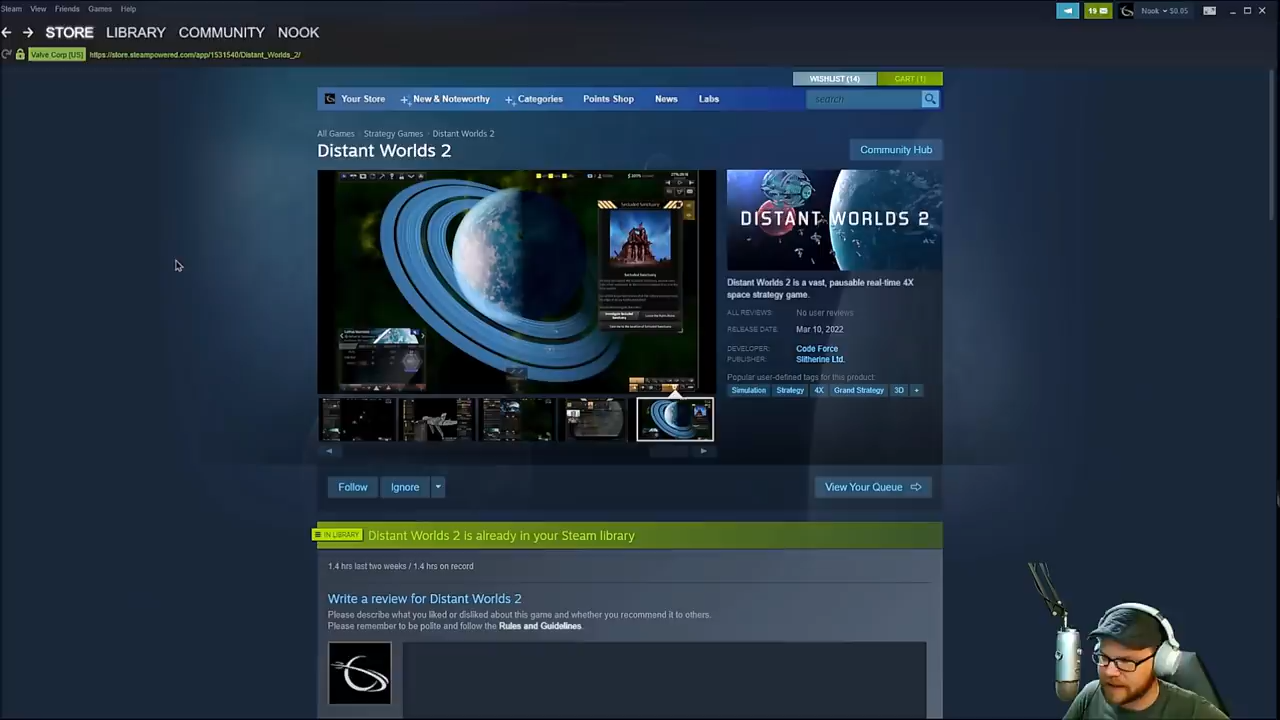 Steam View Friends Games Help
19 Nook $0.95
STORE LIBRARY COMMUNITY NOOK
Valve Corp [US] https://store.steampowered.com/app/1531540/Distant_Worlds_2/
WISHLIST (14) CART (1)
Your Store New & Noteworthy Categories Points Shop News Labs search
All Games Strategy Games Distant Worlds 2
Distant Worlds 2
Community Hub
Secluded Sanctuary
Secluded Sanctuary
DISTANT WORLDS 2
Distant Worlds 2 is a vast, pausable real-time 4X
space strategy game.
ALL REVIEWS: No user reviews
RELEASE DATE: Mar 10, 2022
DEVELOPER: Code Force
PUBLISHER: Slitherine Ltd.
Popular user-defined tags for this product:
Simulation Strategy 4X Grand Strategy 3D +
Follow Ignore View Your Queue
IN LIBRARY Distant Worlds 2 is already in your Steam library
1.4 hrs last two weeks / 1.4 hrs on record
Write a review for Distant Worlds 2
Please describe what you liked or disliked about this game and whether you recommend it to others.
Please remember to be polite and follow the Rules and Guidelines.